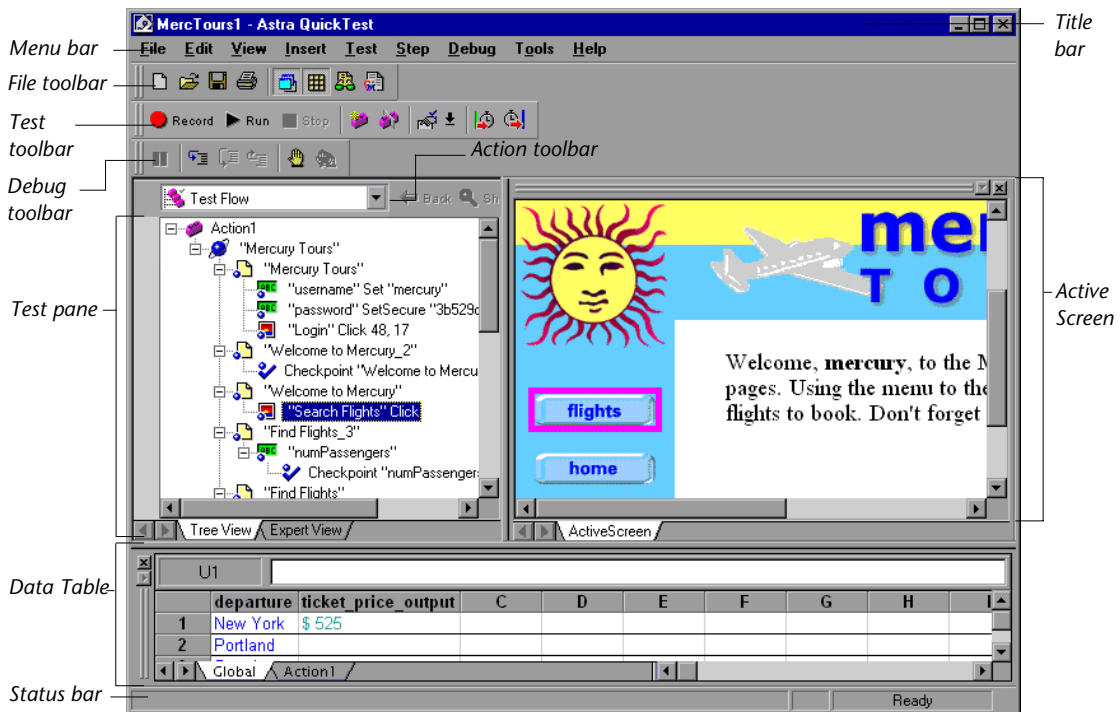 MercTours1 - Astra QuickTest
Title bar
Menu bar
File Edit View Insert Test Step Debug Tools Help
File toolbar
Test toolbar
Record Run Stop
Action toolbar
Debug toolbar
Test Flow
Back Sh
Test pane
Action1
"Mercury Tours"
"Mercury Tours"
"username" Set "mercury"
"password" SetSecure "3b529c
"Login" Click 48, 17
"Welcome to Mercury_2"
Checkpoint "Welcome to Mercu
"Welcome to Mercury"
"Search Flights" Click
"Find Flights_3"
"numPassengers"
Checkpoint "numPassenger:
"Find Flights"
Tree View Expert View
mer
T O
Welcome, mercury, to the M
pages. Using the menu to the
flights to book. Don't forget
flights
home
ActiveScreen
Active Screen
Data Table
U1
departure ticket_price_output C D E F G H I
1 New York $ 525
2 Portland
Global Action1
Status bar
Ready